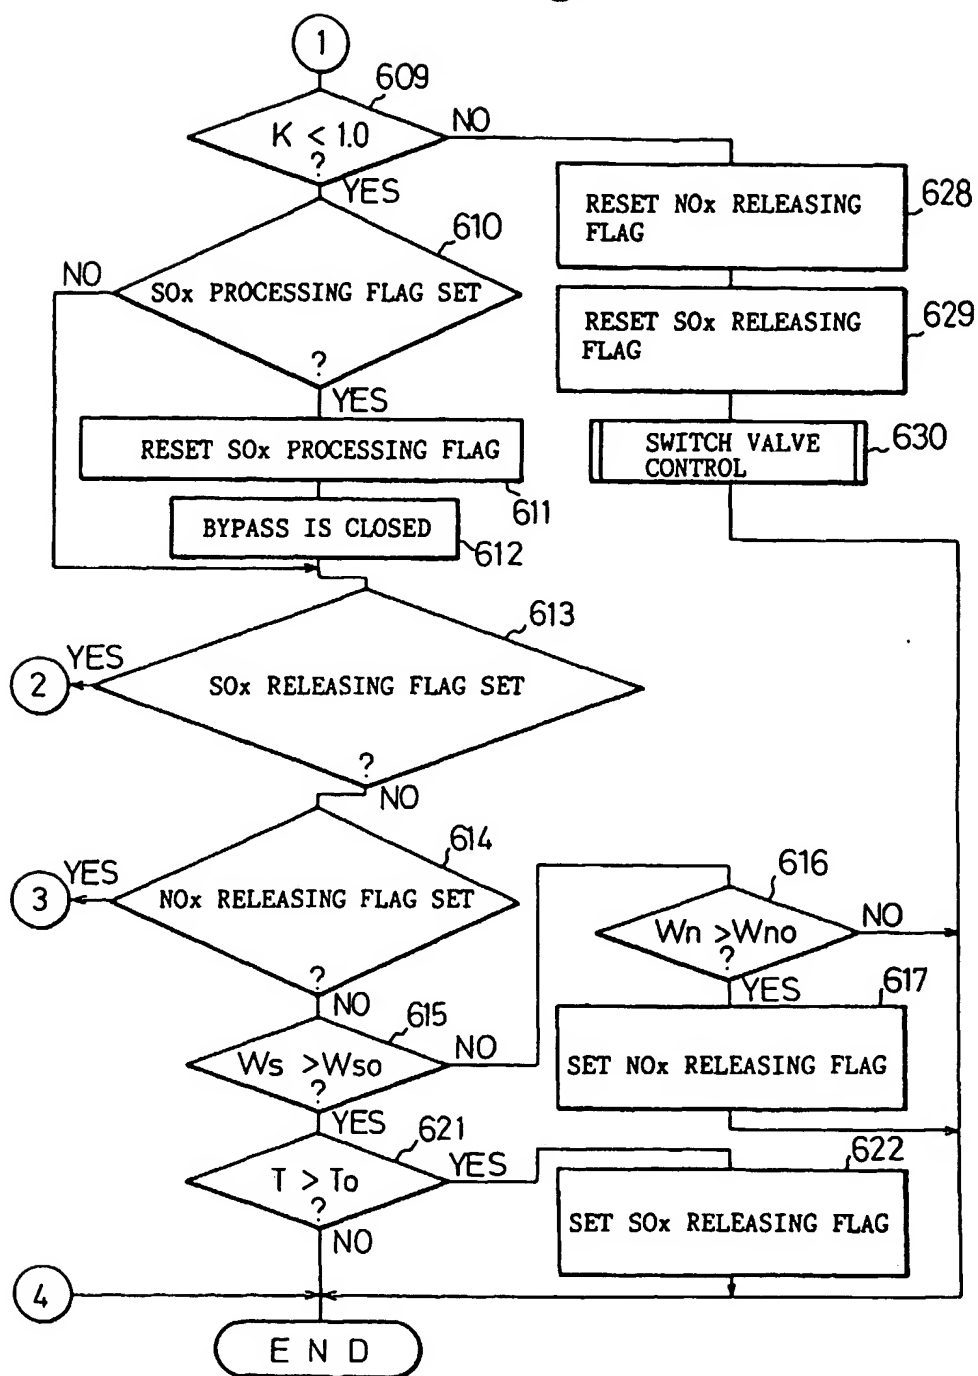 1
609
K < 1.0
?
NO
YES
628
RESET NOx RELEASING
FLAG
610
NO
SOx PROCESSING FLAG SET
?
YES
629
RESET SOx RELEASING
FLAG
RESET SOx PROCESSING FLAG
611
630
SWITCH VALVE
CONTROL
BYPASS IS CLOSED
612
613
YES
2
SOx RELEASING FLAG SET
?
NO
614
YES
3
NOx RELEASING FLAG SET
?
NO
616
Wn >Wno
?
NO
YES
617
SET NOx RELEASING FLAG
615
Ws >Wso
?
NO
YES
621
T > To
?
YES
NO
622
SET SOx RELEASING FLAG
4
END